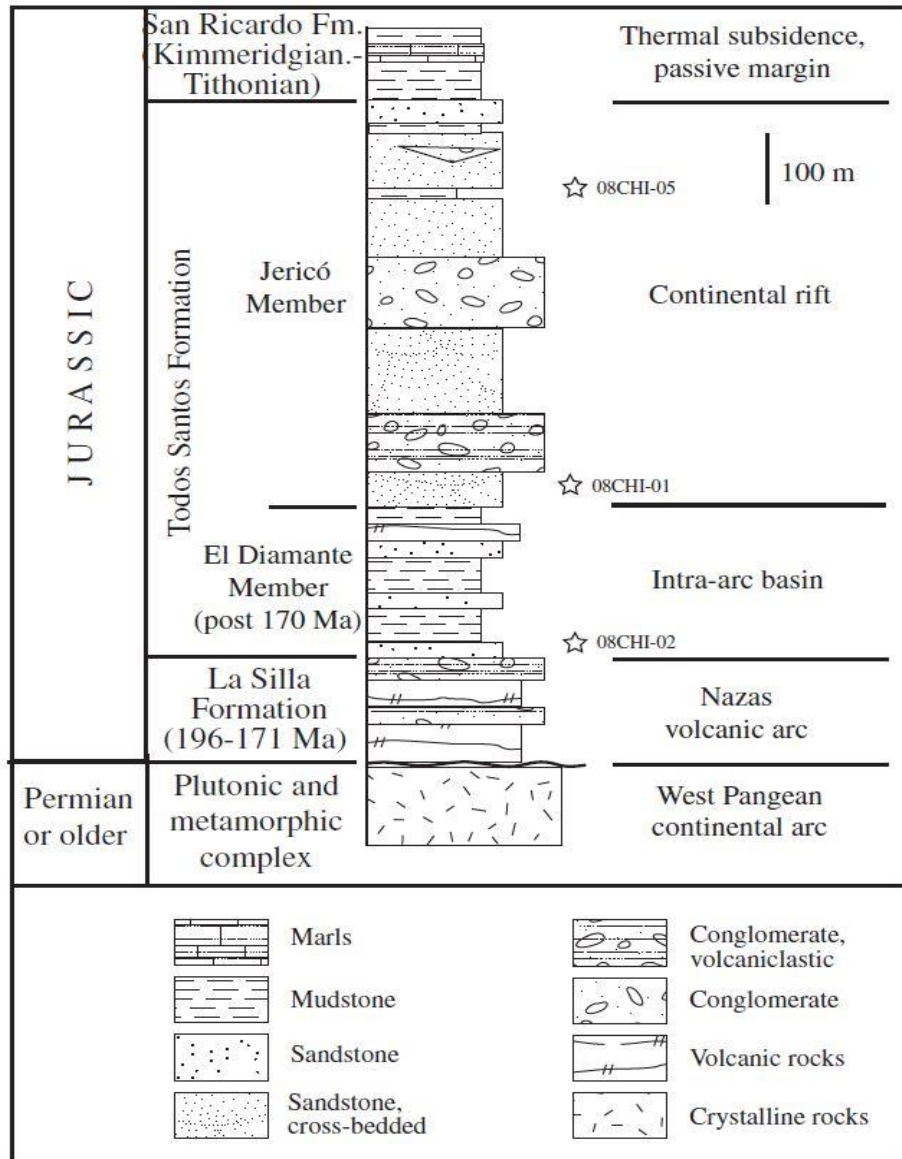 San Ricardo Fm.
(Kimmeridgian.-
Tithonian)
Thermal subsidence,
passive margin
100 m
08CHI-05
JURASSIC
Todos Santos Formation
Jericó
Member
Continental rift
08CHI-01
El Diamante
Member
(post 170 Ma)
Intra-arc basin
08CHI-02
La Silla
Formation
(196-171 Ma)
Nazas
volcanic arc
Permian
or older
Plutonic and
metamorphic
complex
West Pangean
continental arc
Marls
Mudstone
Sandstone
Sandstone,
cross-bedded
Conglomerate,
volcaniclastic
Conglomerate
Volcanic rocks
Crystalline rocks